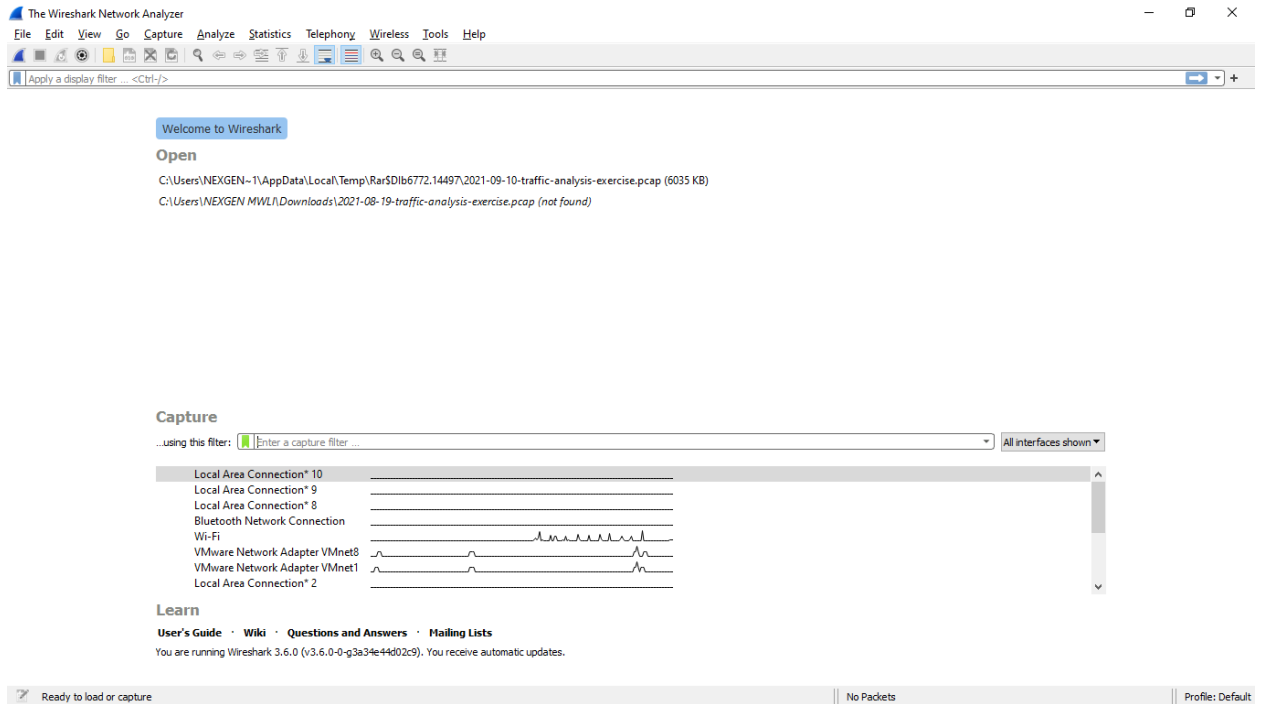 The Wireshark Network Analyzer
File Edit View Go Capture Analyze Statistics Telephony Wireless Tools Help
Apply a display filter ... <Ctrl-/>
Welcome to Wireshark
Open
C:\Users\NEXGEN~1\AppData\Local\Temp\Rar$DIb6772.14497\2021-09-10-traffic-analysis-exercise.pcap (6035 KB)
C:\Users\NEXGEN MWLI\Downloads\2021-08-19-traffic-analysis-exercise.pcap (not found)
Capture
...using this filter: Enter a capture filter ... All interfaces shown
Local Area Connection* 10
Local Area Connection* 9
Local Area Connection* 8
Bluetooth Network Connection
Wi-Fi
VMware Network Adapter VMnet8
VMware Network Adapter VMnet1
Local Area Connection* 2
Learn
User's Guide · Wiki · Questions and Answers · Mailing Lists
You are running Wireshark 3.6.0 (v3.6.0-0-g3a34e44d02c9). You receive automatic updates.
Ready to load or capture No Packets Profile: Default